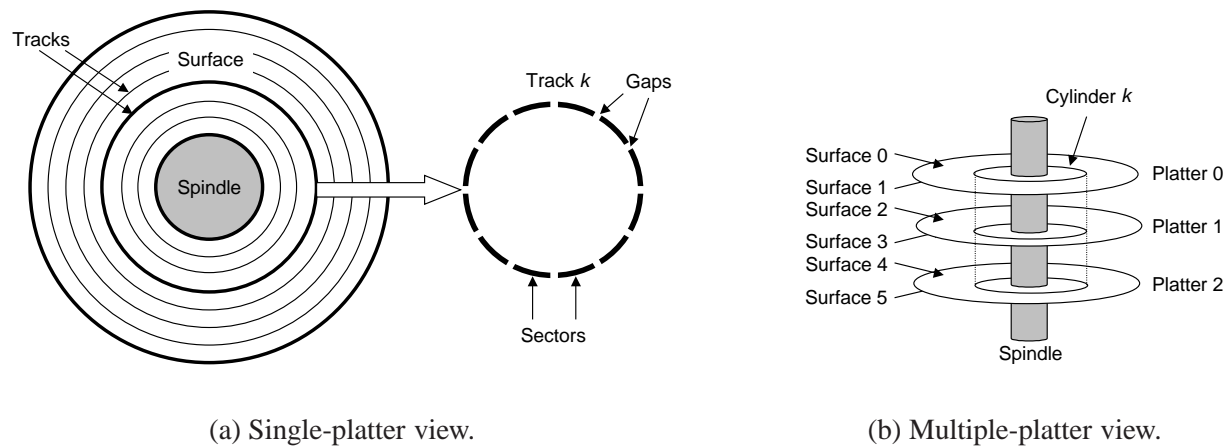 Tracks
Surface
Spindle
Track k
Gaps
Sectors
(a) Single-platter view.
Cylinder k
Surface 0
Surface 1
Surface 2
Surface 3
Surface 4
Surface 5
Platter 0
Platter 1
Platter 2
Spindle
(b) Multiple-platter view.